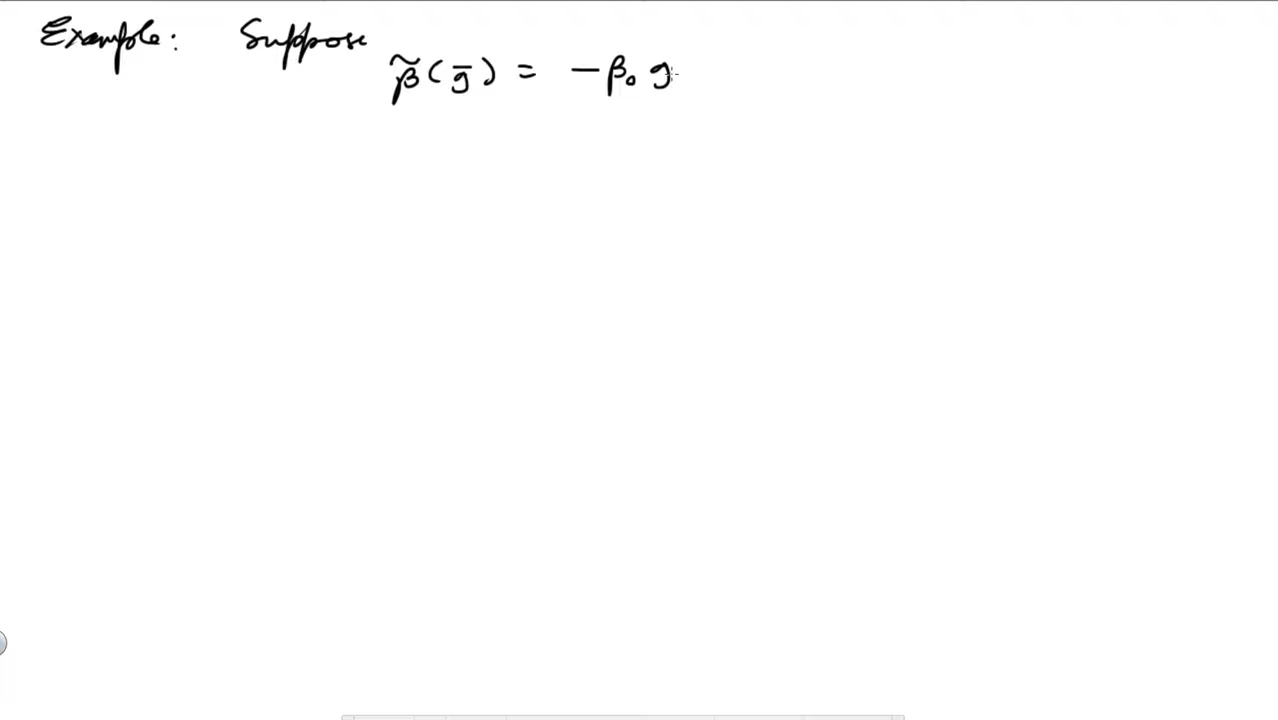 Example: Suppose
β̃(ḡ) = −β₀ g